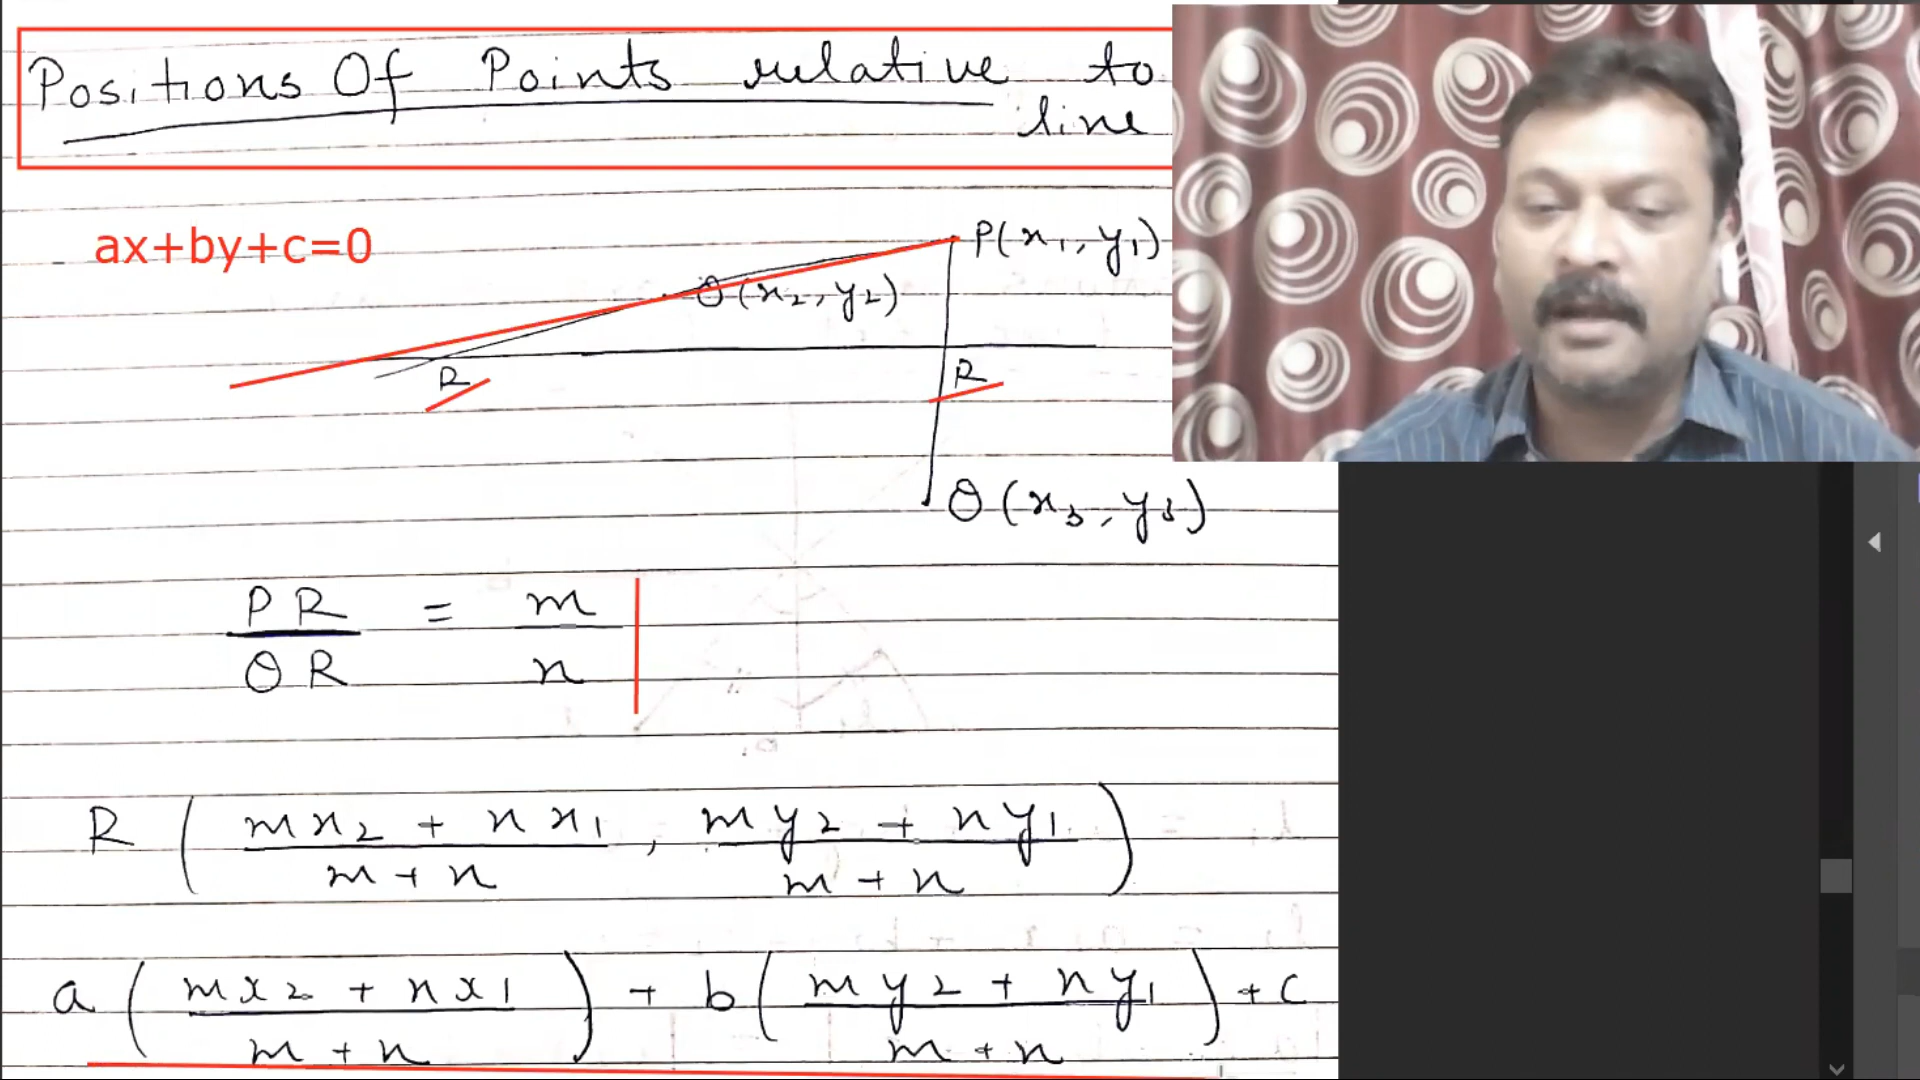 Positions Of Points relative to
line
ax+by+c=0
P(x1, y1)
Q(x2, y2)
R
R
Q(x3, y3)
PR = m
QR n
R ( mx2 + nx1 , my2 + ny1 )
m + n m + n
a ( mx2 + nx1 ) + b ( my2 + ny1 ) + c
m + n m + n